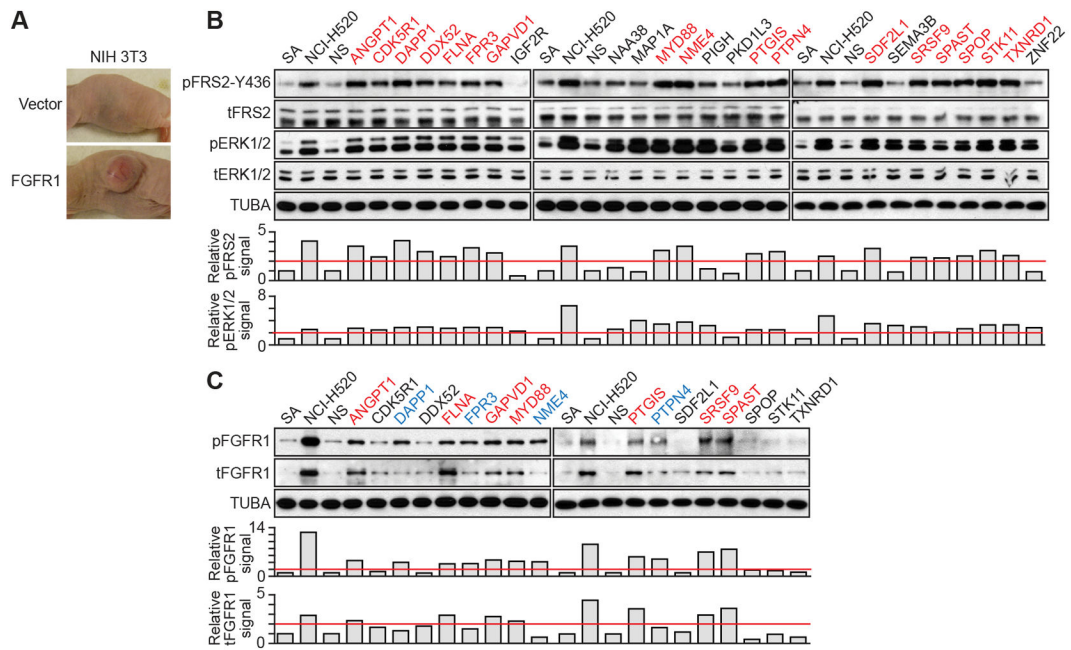 A
NIH 3T3
Vector
FGFR1
B
SA NCI-H520 NS ANGPT1 CDK5R1 DAPP1 DDX52 FLNA FPR3 GAPVD1 IGF2R SA NCI-H520 NS NAA38 MAP1A MYD88 NME4 PIGH PKD1L3 PTGIS PTPN4 SA NCI-H520 NS SDF2L1 SEMA3B SRSF9 SPAST SPOP STK11 TXNRD1 ZNF22
pFRS2-Y436
tFRS2
pERK1/2
tERK1/2
TUBA
Relative pFRS2 signal
5
0
Relative pERK1/2 signal
8
0
C
SA NCI-H520 NS ANGPT1 CDK5R1 DAPP1 DDX52 FLNA FPR3 GAPVD1 MYD88 NME4 SA NCI-H520 NS PTGIS PTPN4 SDF2L1 SRSF9 SPAST SPOP STK11 TXNRD1
pFGFR1
tFGFR1
TUBA
Relative pFGFR1 signal
14
0
Relative tFGFR1 signal
5
0